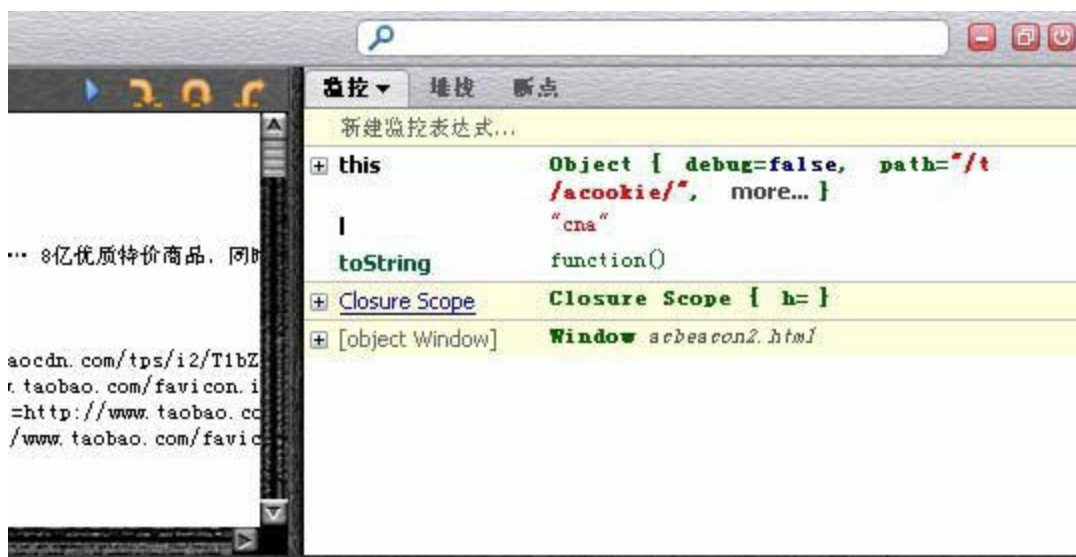 监控 堆栈 断点
新建监控表达式...
this Object { debug=false, path="/t
/acookie/", more... }
l "cna"
toString function()
Closure Scope Closure Scope { h= }
[object Window] Window acbeacon2.html
… 8亿优质特价商品, 同时
aocdn.com/tps/i2/T1bZ
.taobao.com/favicon.i
=http://www.taobao.co
/www.taobao.com/favic